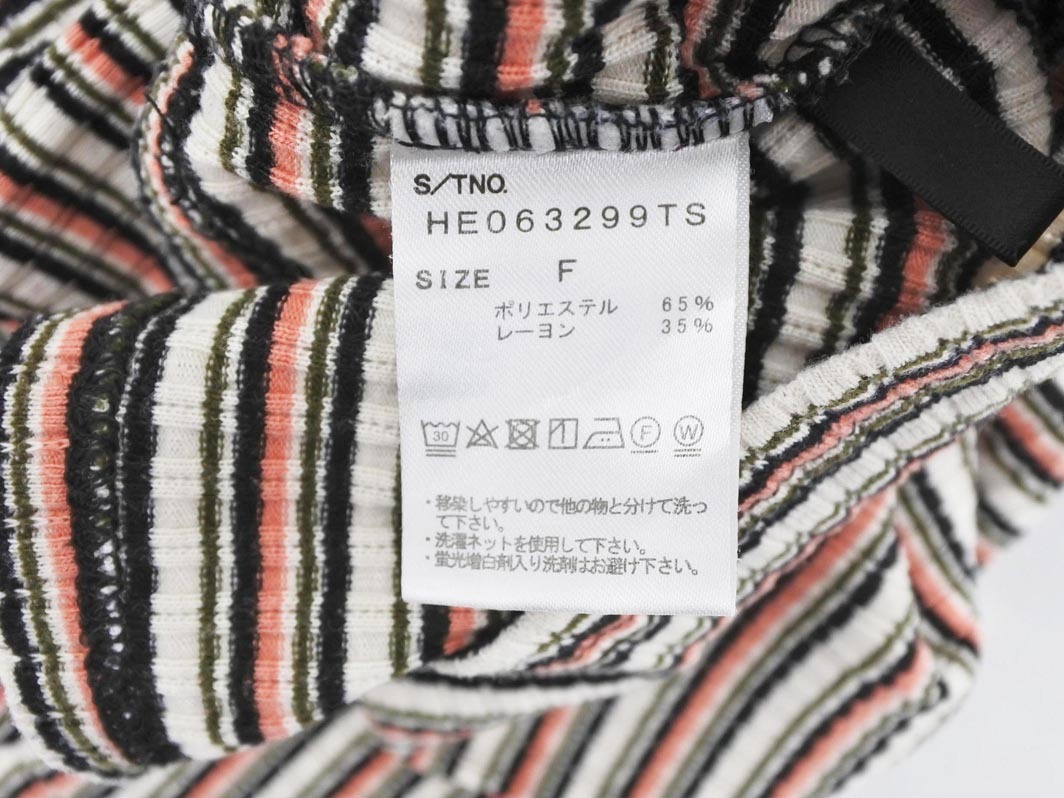 S/TNO.
HE063299TS
SIZE F
ポリエステル 65%
レーヨン 35%
30
F W
・移染しやすいので他の物と分けて洗っ
て下さい。
・洗濯ネットを使用して下さい。
・蛍光増白剤入り洗剤はお避け下さい。